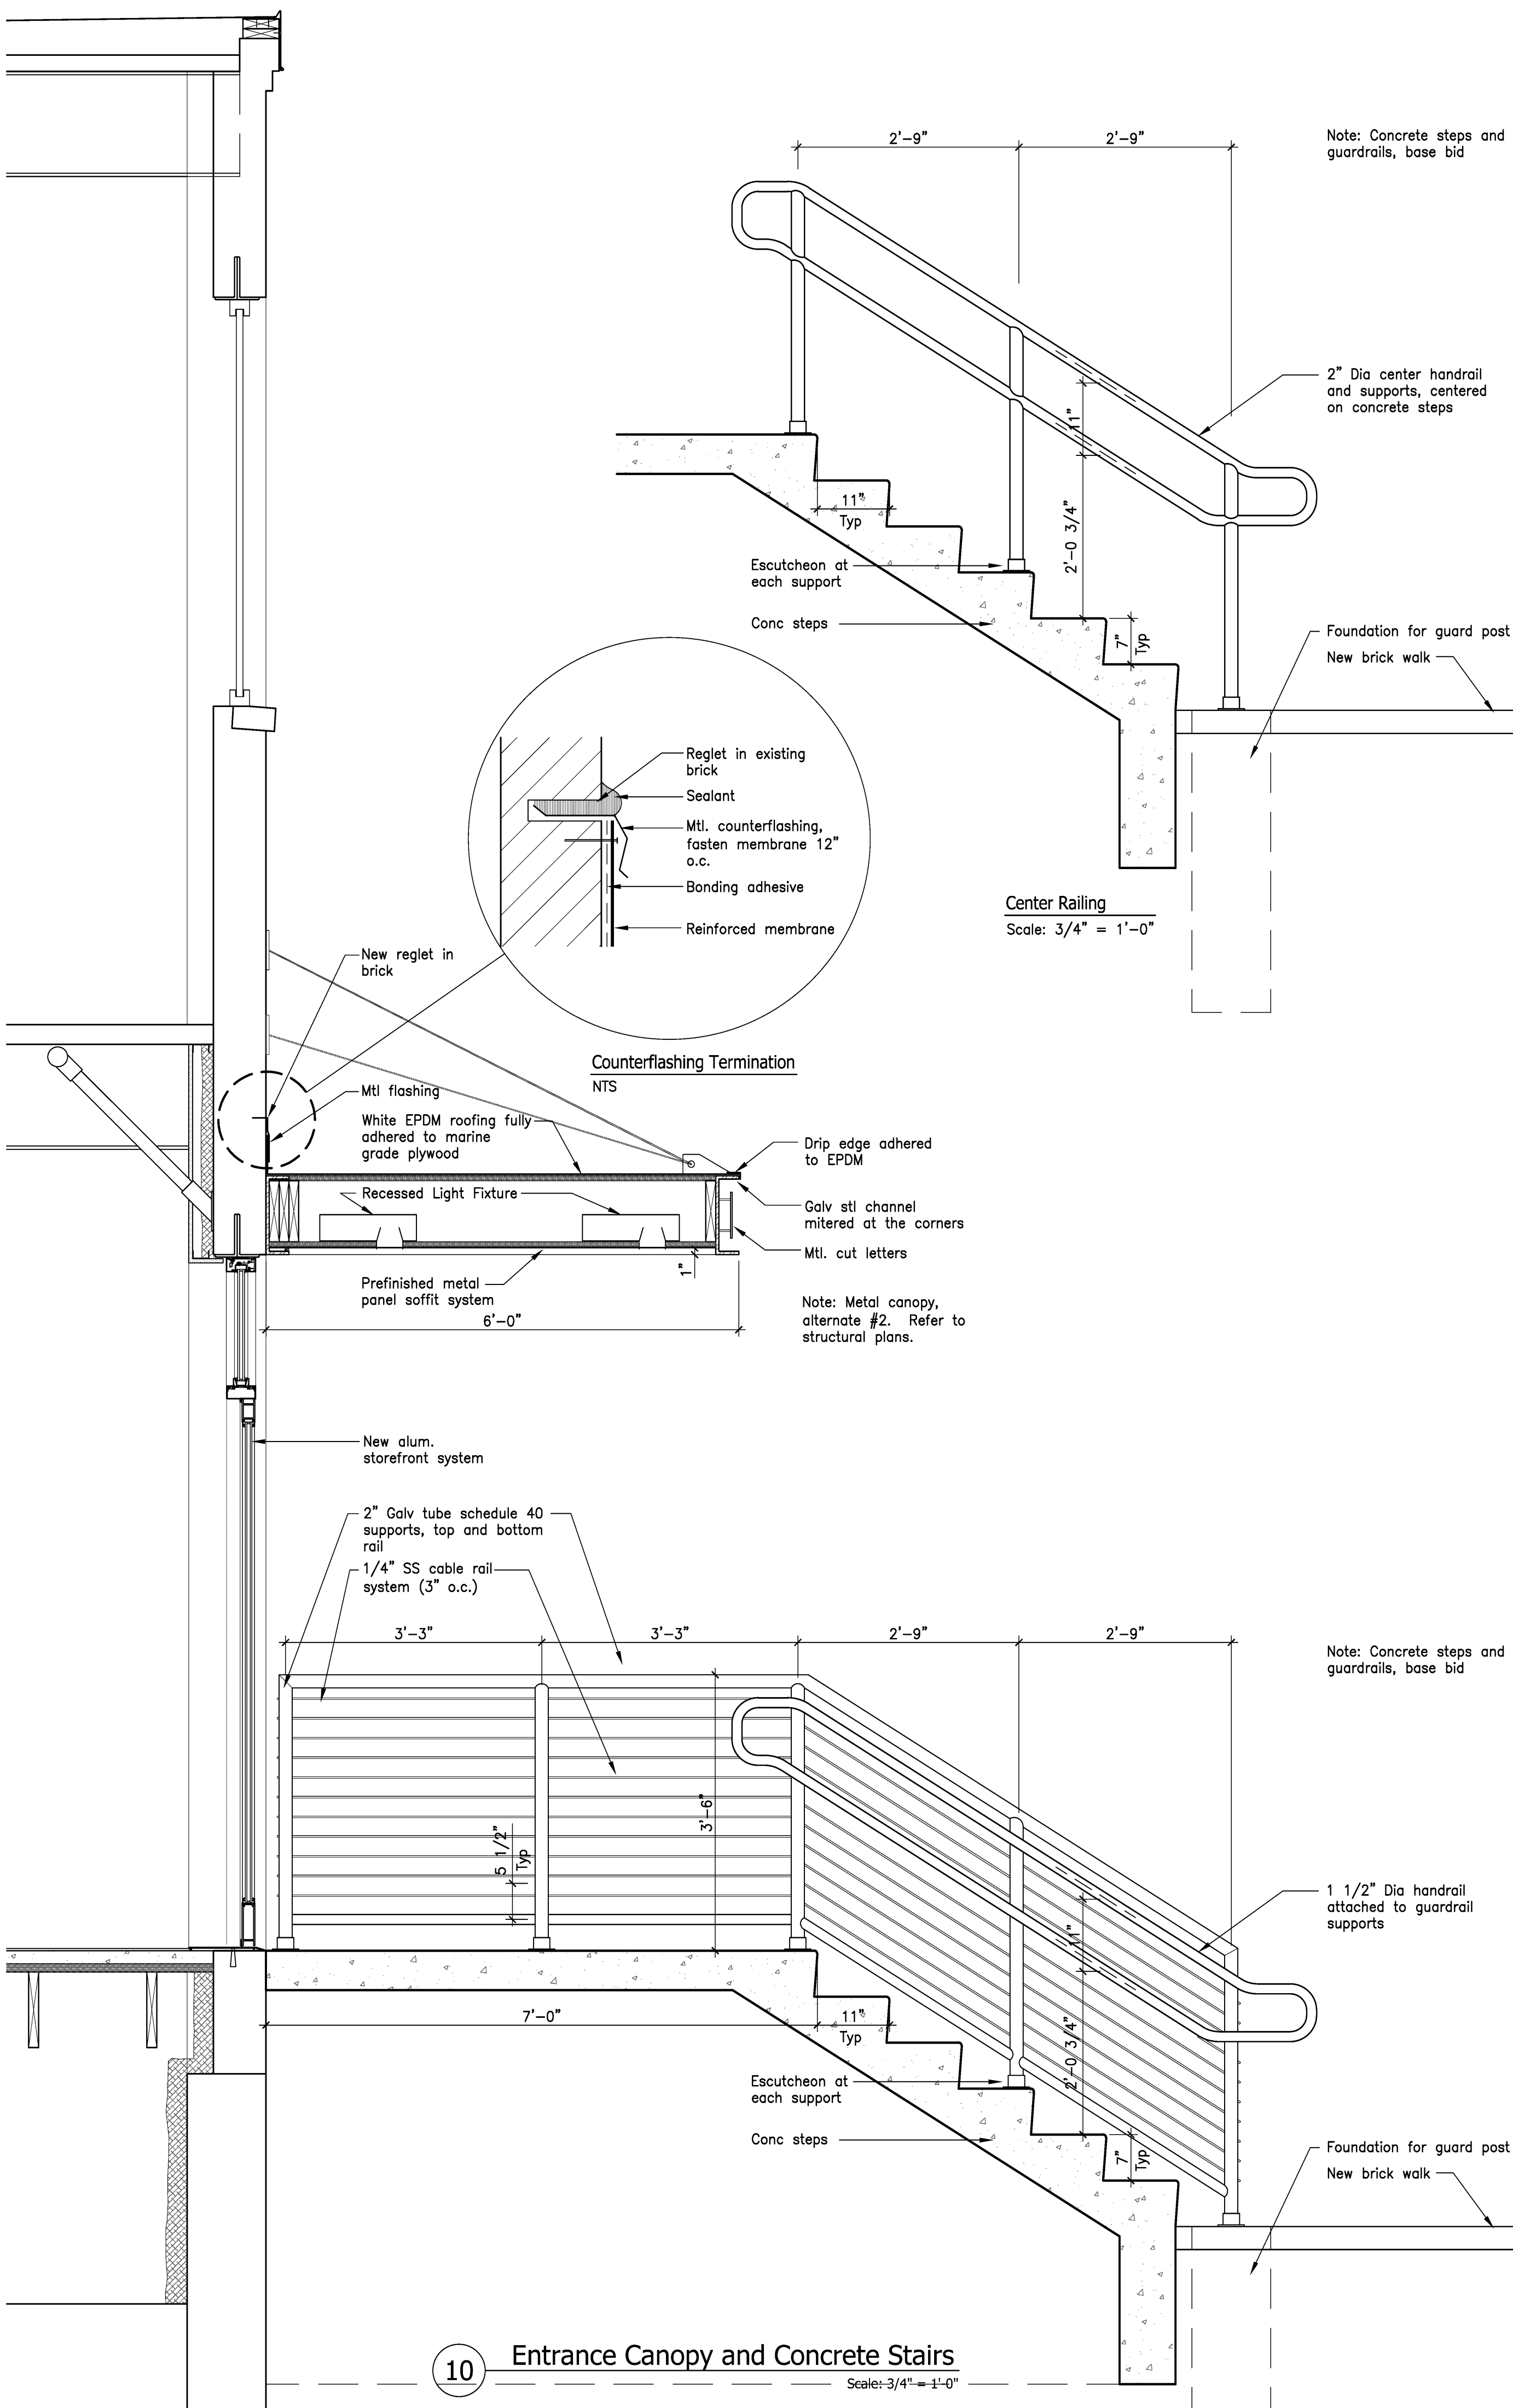 2'-9"
2'-9"
Note: Concrete steps and
guardrails, base bid
2" Dia center handrail
and supports, centered
on concrete steps
11"
11"
Typ
2'-0 3/4"
Escutcheon at
each support
Conc steps
7"
Typ
Foundation for guard post
New brick walk
Reglet in existing
brick
Sealant
Mtl. counterflashing,
fasten membrane 12"
o.c.
Bonding adhesive
Reinforced membrane
Center Railing
Scale: 3/4" = 1'-0"
New reglet in
brick
Counterflashing Termination
NTS
Mtl flashing
White EPDM roofing fully
adhered to marine
grade plywood
Drip edge adhered
to EPDM
Recessed Light Fixture
Galv stl channel
mitered at the corners
Mtl. cut letters
1"
Prefinished metal
panel soffit system
6'-0"
Note: Metal canopy,
alternate #2. Refer to
structural plans.
New alum.
storefront system
2" Galv tube schedule 40
supports, top and bottom
rail
1/4" SS cable rail
system (3" o.c.)
3'-3"
3'-3"
2'-9"
2'-9"
Note: Concrete steps and
guardrails, base bid
3'-6"
5 1/2"
Typ
1 1/2" Dia handrail
attached to guardrail
supports
11"
7'-0"
11"
Typ
2'-0 3/4"
Escutcheon at
each support
Conc steps
7"
Typ
Foundation for guard post
New brick walk
10
Entrance Canopy and Concrete Stairs
Scale: 3/4" = 1'-0"